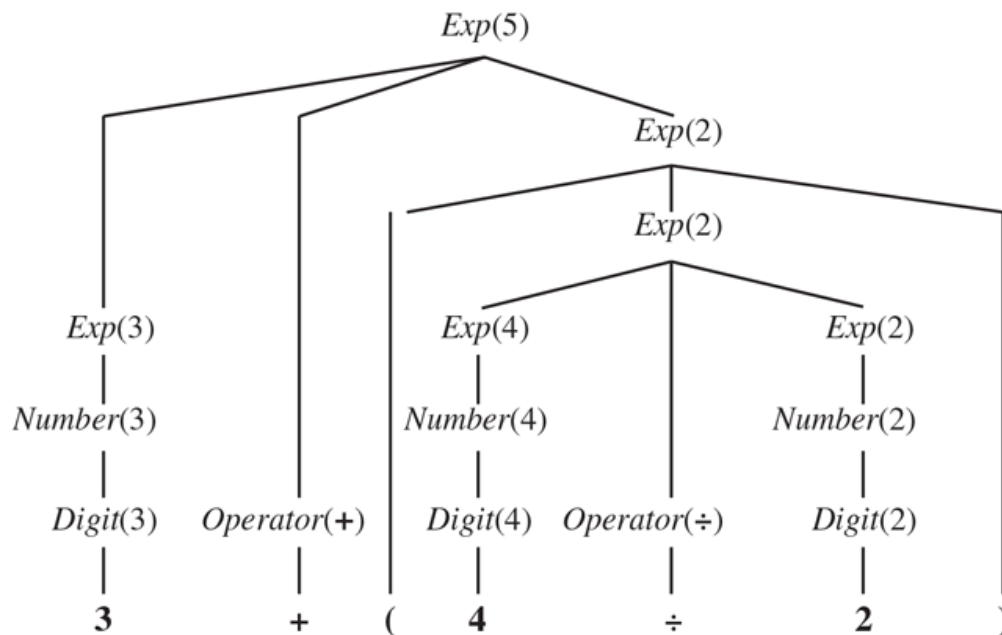 Exp(5)
Exp(2)
Exp(2)
Exp(3) Exp(4) Exp(2)
Number(3) Number(4) Number(2)
Digit(3) Operator(+) Digit(4) Operator(÷) Digit(2)
3 + ( 4 ÷ 2 )